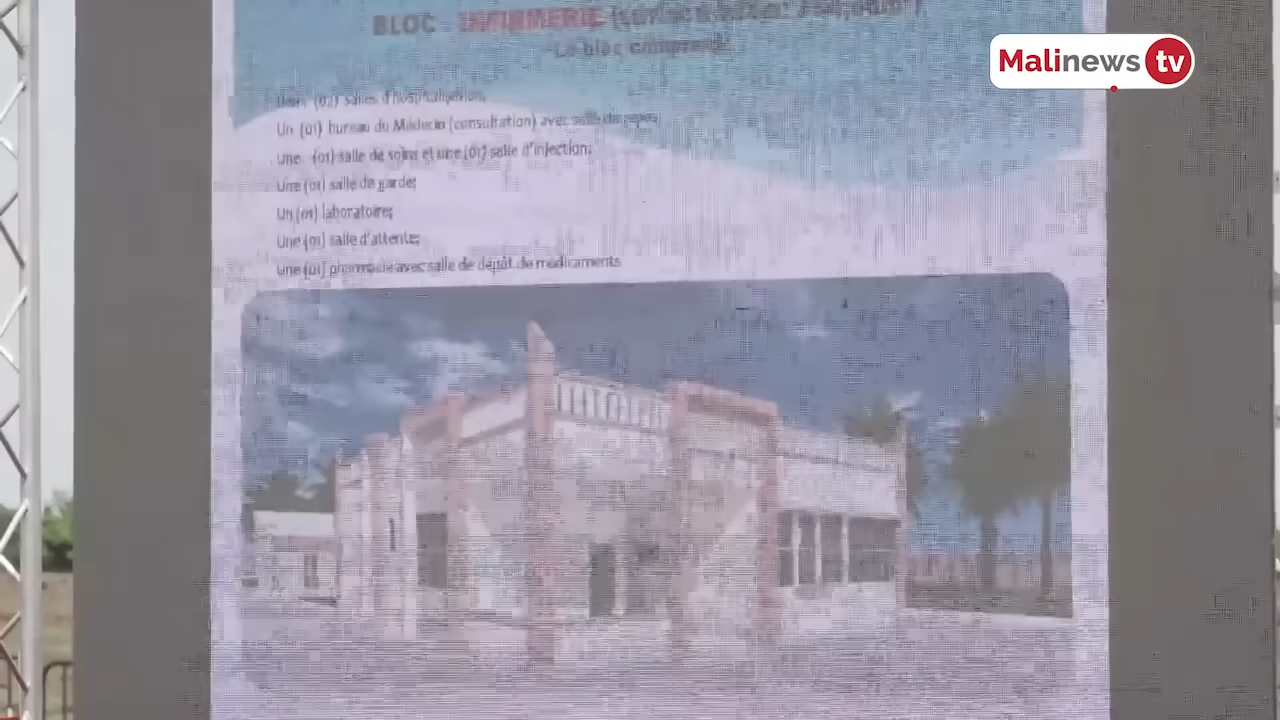 Malinews tv
BLOC : INFIRMERIE
Le bloc comprend:
Deux (02) salles d'hospitalisation;
Un (01) bureau du Médecin (consultation) avec salle de repos;
Une (01) salle de soins et une (01) salle d'injection;
Une (01) salle de garde;
Un (01) laboratoire;
Une (01) salle d'attente;
Une (01) pharmacie avec salle de dépôt de médicaments